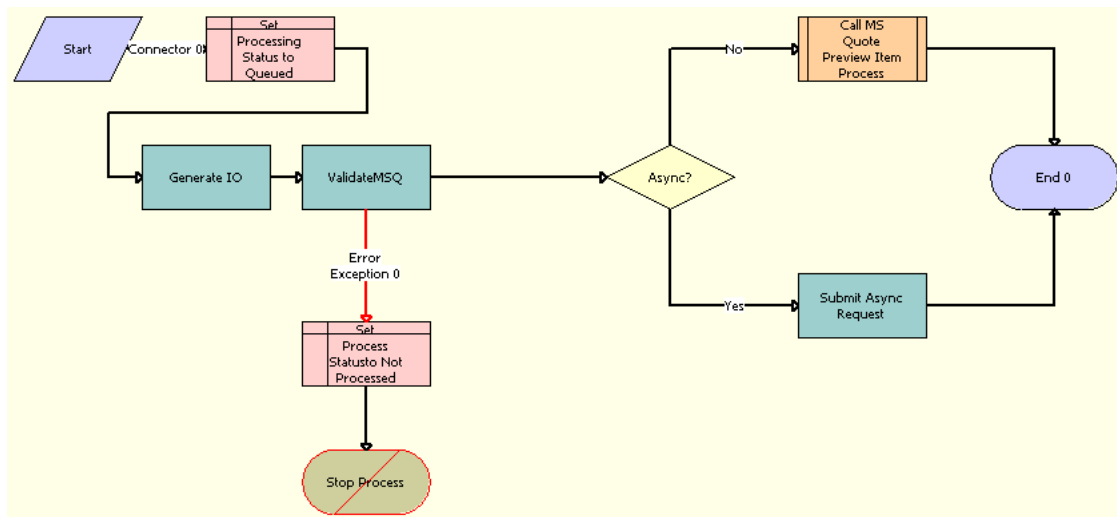 Start
Connector 0
Set
Processing
Status to
Queued
No
Call MS
Quote
Preview Item
Process
Generate IO
ValidateMSQ
Async?
End 0
Error
Exception 0
Yes
Submit Async
Request
Set
Process
Statusto Not
Processed
Stop Process